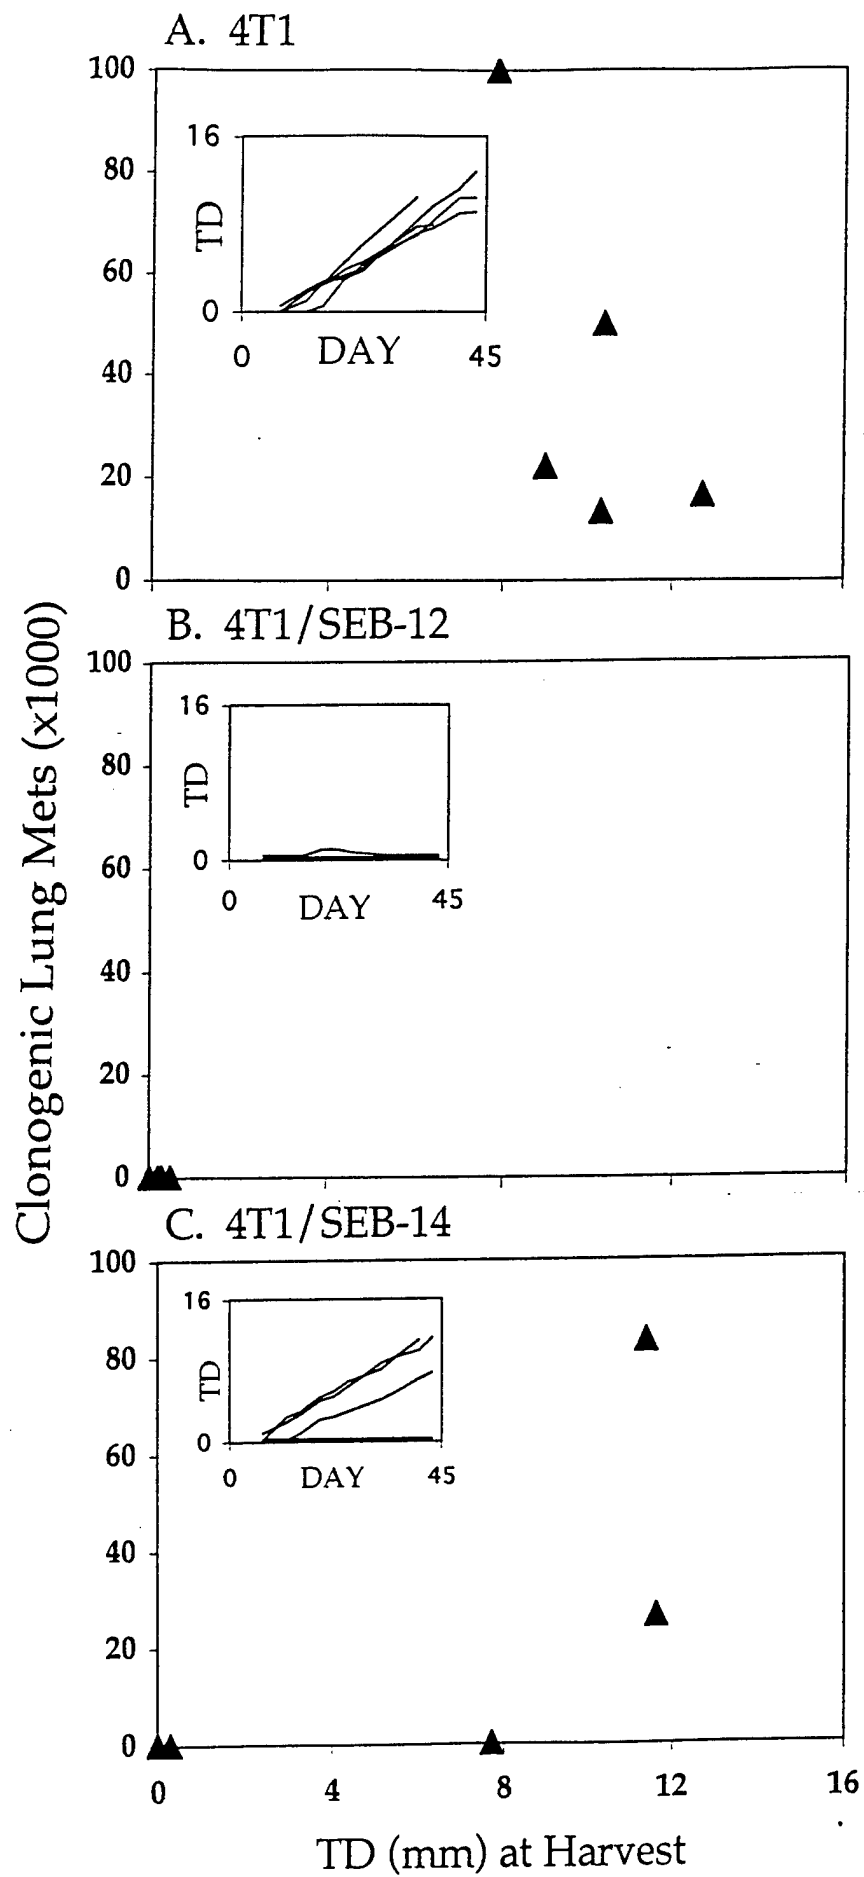 A. 4T1
100
80
60
40
20
0
16
TD
0
0 DAY 45
Clonogenic Lung Mets (x1000)
B. 4T1/SEB-12
100
80
60
40
20
0
16
TD
0
0 DAY 45
C. 4T1/SEB-14
100
80
60
40
20
0
16
TD
0
0 DAY 45
0 4 8 12 16
TD (mm) at Harvest